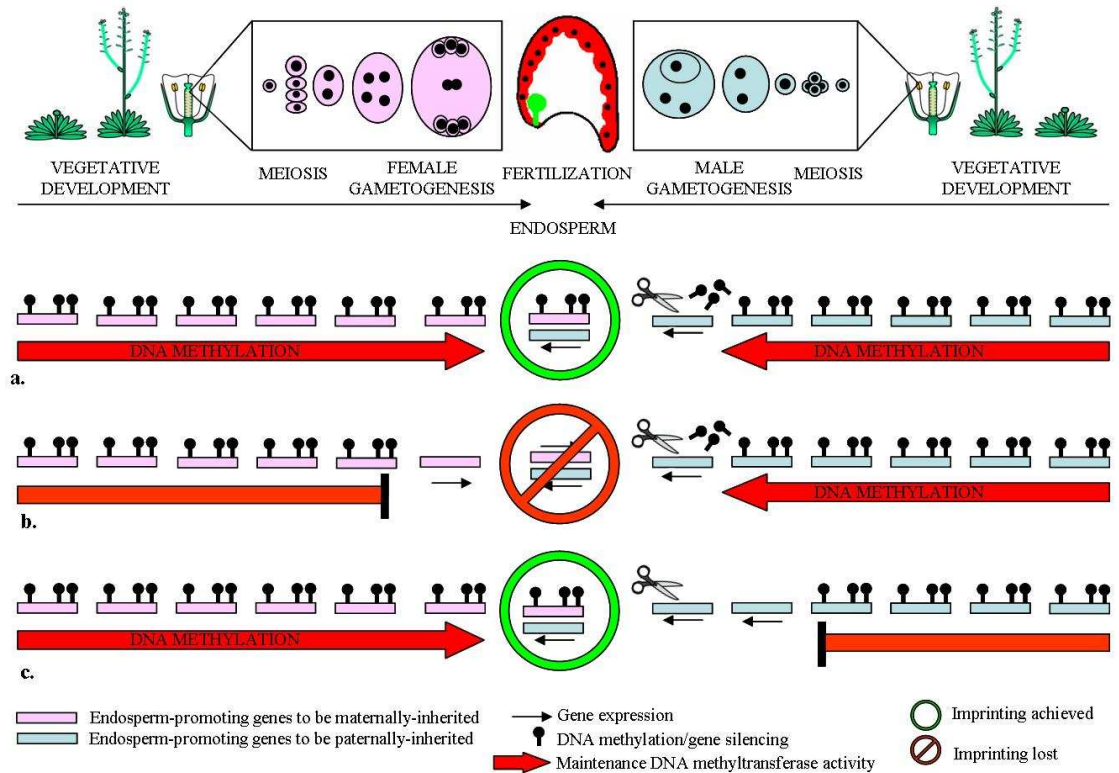 VEGETATIVE
DEVELOPMENT
MEIOSIS
FEMALE
GAMETOGENESIS
FERTILIZATION
MALE
GAMETOGENESIS
MEIOSIS
VEGETATIVE
DEVELOPMENT
ENDOSPERM
DNA METHYLATION
DNA METHYLATION
a.
DNA METHYLATION
b.
DNA METHYLATION
c.
Endosperm-promoting genes to be maternally-inherited
Endosperm-promoting genes to be paternally-inherited
Gene expression
DNA methylation/gene silencing
Maintenance DNA methyltransferase activity
Imprinting achieved
Imprinting lost